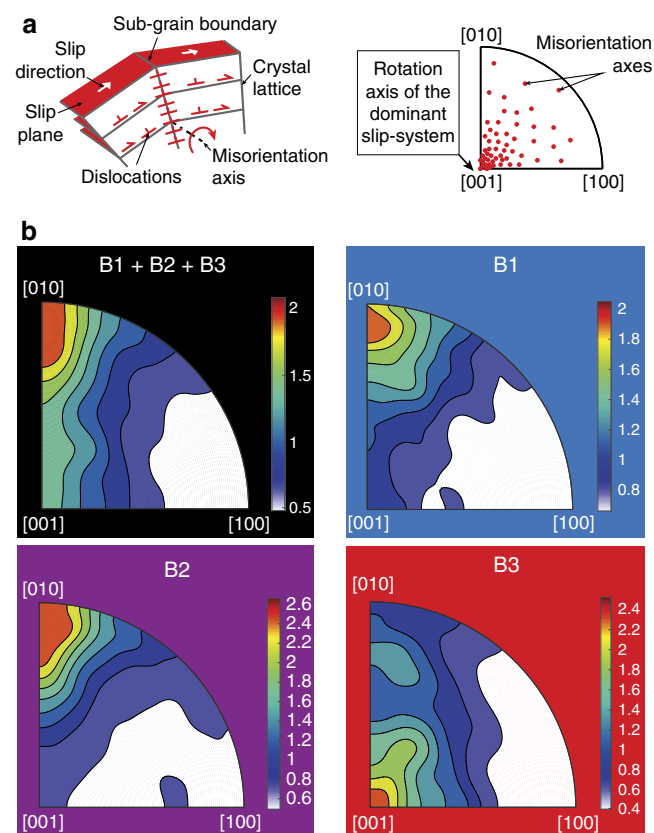 a
Sub-grain boundary
Slip
direction
Slip
plane
Crystal
lattice
Dislocations
Misorientation
axis
[010]
Misorientation
axes
Rotation
axis of the
dominant
slip-system
[001]
[100]
b
B1 + B2 + B3
[010]
2
1
0.5
[001]
[100]
B1
[010]
2
1.8
1.6
1.4
1.2
1
0.8
[001]
[100]
B2
[010]
2.6
2.4
2.2
2
1.8
1.6
1.4
1.2
1
0.8
0.6
[001]
[100]
B3
[010]
2.4
2.2
2
1.8
1.6
1.4
1.2
1
0.8
0.6
0.4
[001]
[100]